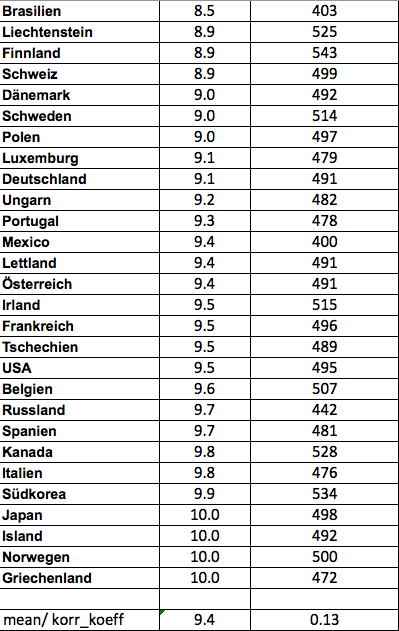 Brasilien 8.5 403
Liechtenstein 8.9 525
Finnland 8.9 543
Schweiz 8.9 499
Dänemark 9.0 492
Schweden 9.0 514
Polen 9.0 497
Luxemburg 9.1 479
Deutschland 9.1 491
Ungarn 9.2 482
Portugal 9.3 478
Mexico 9.4 400
Lettland 9.4 491
Österreich 9.4 491
Irland 9.5 515
Frankreich 9.5 496
Tschechien 9.5 489
USA 9.5 495
Belgien 9.6 507
Russland 9.7 442
Spanien 9.7 481
Kanada 9.8 528
Italien 9.8 476
Südkorea 9.9 534
Japan 10.0 498
Island 10.0 492
Norwegen 10.0 500
Griechenland 10.0 472
mean/ korr_koeff 9.4 0.13